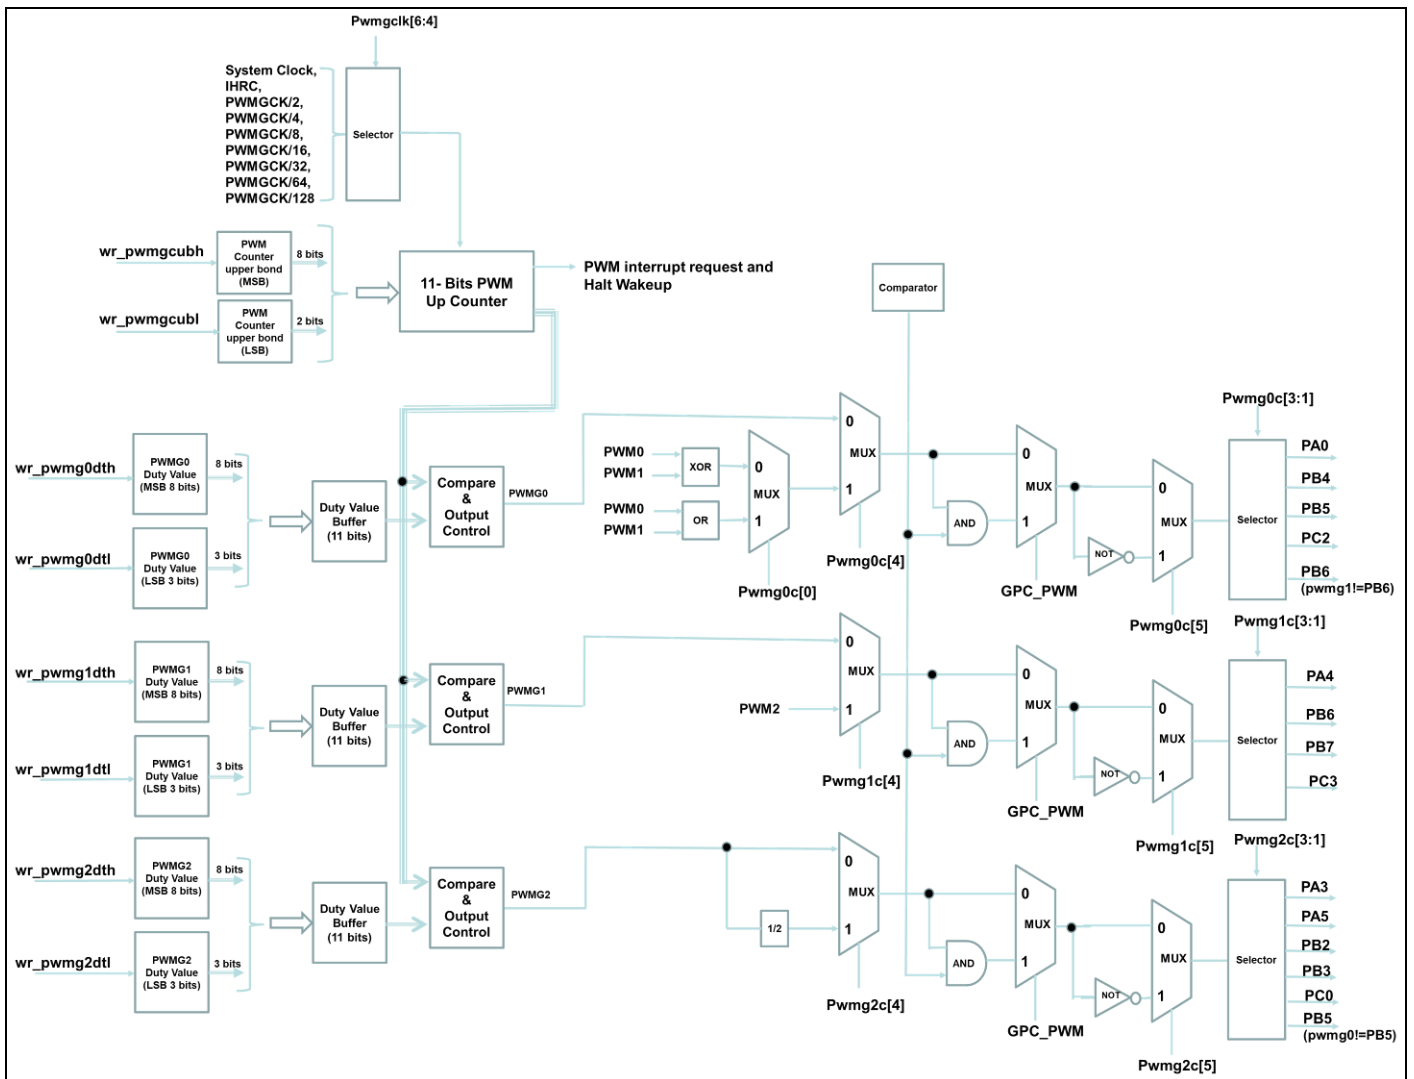 Pwmgclk[6:4]
System Clock,
IHRC,
PWMGCK/2,
PWMGCK/4,
PWMGCK/8,
PWMGCK/16,
PWMGCK/32,
PWMGCK/64,
PWMGCK/128
Selector
wr_pwmgcubh
PWM
Counter
upper bond
(MSB)
8 bits
wr_pwmgcubl
PWM
Counter
upper bond
(LSB)
2 bits
11- Bits PWM
Up Counter
PWM interrupt request and
Halt Wakeup
Comparator
wr_pwmg0dth
PWMG0
Duty Value
(MSB 8 bits)
8 bits
wr_pwmg0dtl
PWMG0
Duty Value
(LSB 3 bits)
3 bits
Duty Value
Buffer
(11 bits)
Compare
&
Output
Control
PWMG0
PWM0
PWM1
XOR
PWM0
PWM1
OR
0
MUX
1
Pwmg0c[0]
0
MUX
1
Pwmg0c[4]
AND
0
MUX
1
GPC_PWM
NOT
0
MUX
1
Pwmg0c[5]
Pwmg0c[3:1]
Selector
PA0
PB4
PB5
PC2
PB6
(pwmg1!=PB6)
wr_pwmg1dth
PWMG1
Duty Value
(MSB 8 bits)
8 bits
wr_pwmg1dtl
PWMG1
Duty Value
(LSB 3 bits)
3 bits
Duty Value
Buffer
(11 bits)
Compare
&
Output
Control
PWMG1
PWM2
0
MUX
1
Pwmg1c[4]
AND
0
MUX
1
GPC_PWM
NOT
0
MUX
1
Pwmg1c[5]
Pwmg1c[3:1]
Selector
PA4
PB6
PB7
PC3
wr_pwmg2dth
PWMG2
Duty Value
(MSB 8 bits)
8 bits
wr_pwmg2dtl
PWMG2
Duty Value
(LSB 3 bits)
3 bits
Duty Value
Buffer
(11 bits)
Compare
&
Output
Control
PWMG2
1/2
0
MUX
1
Pwmg2c[4]
AND
0
MUX
1
GPC_PWM
NOT
0
MUX
1
Pwmg2c[5]
Pwmg2c[3:1]
Selector
PA3
PA5
PB2
PB3
PC0
PB5
(pwmg0!=PB5)